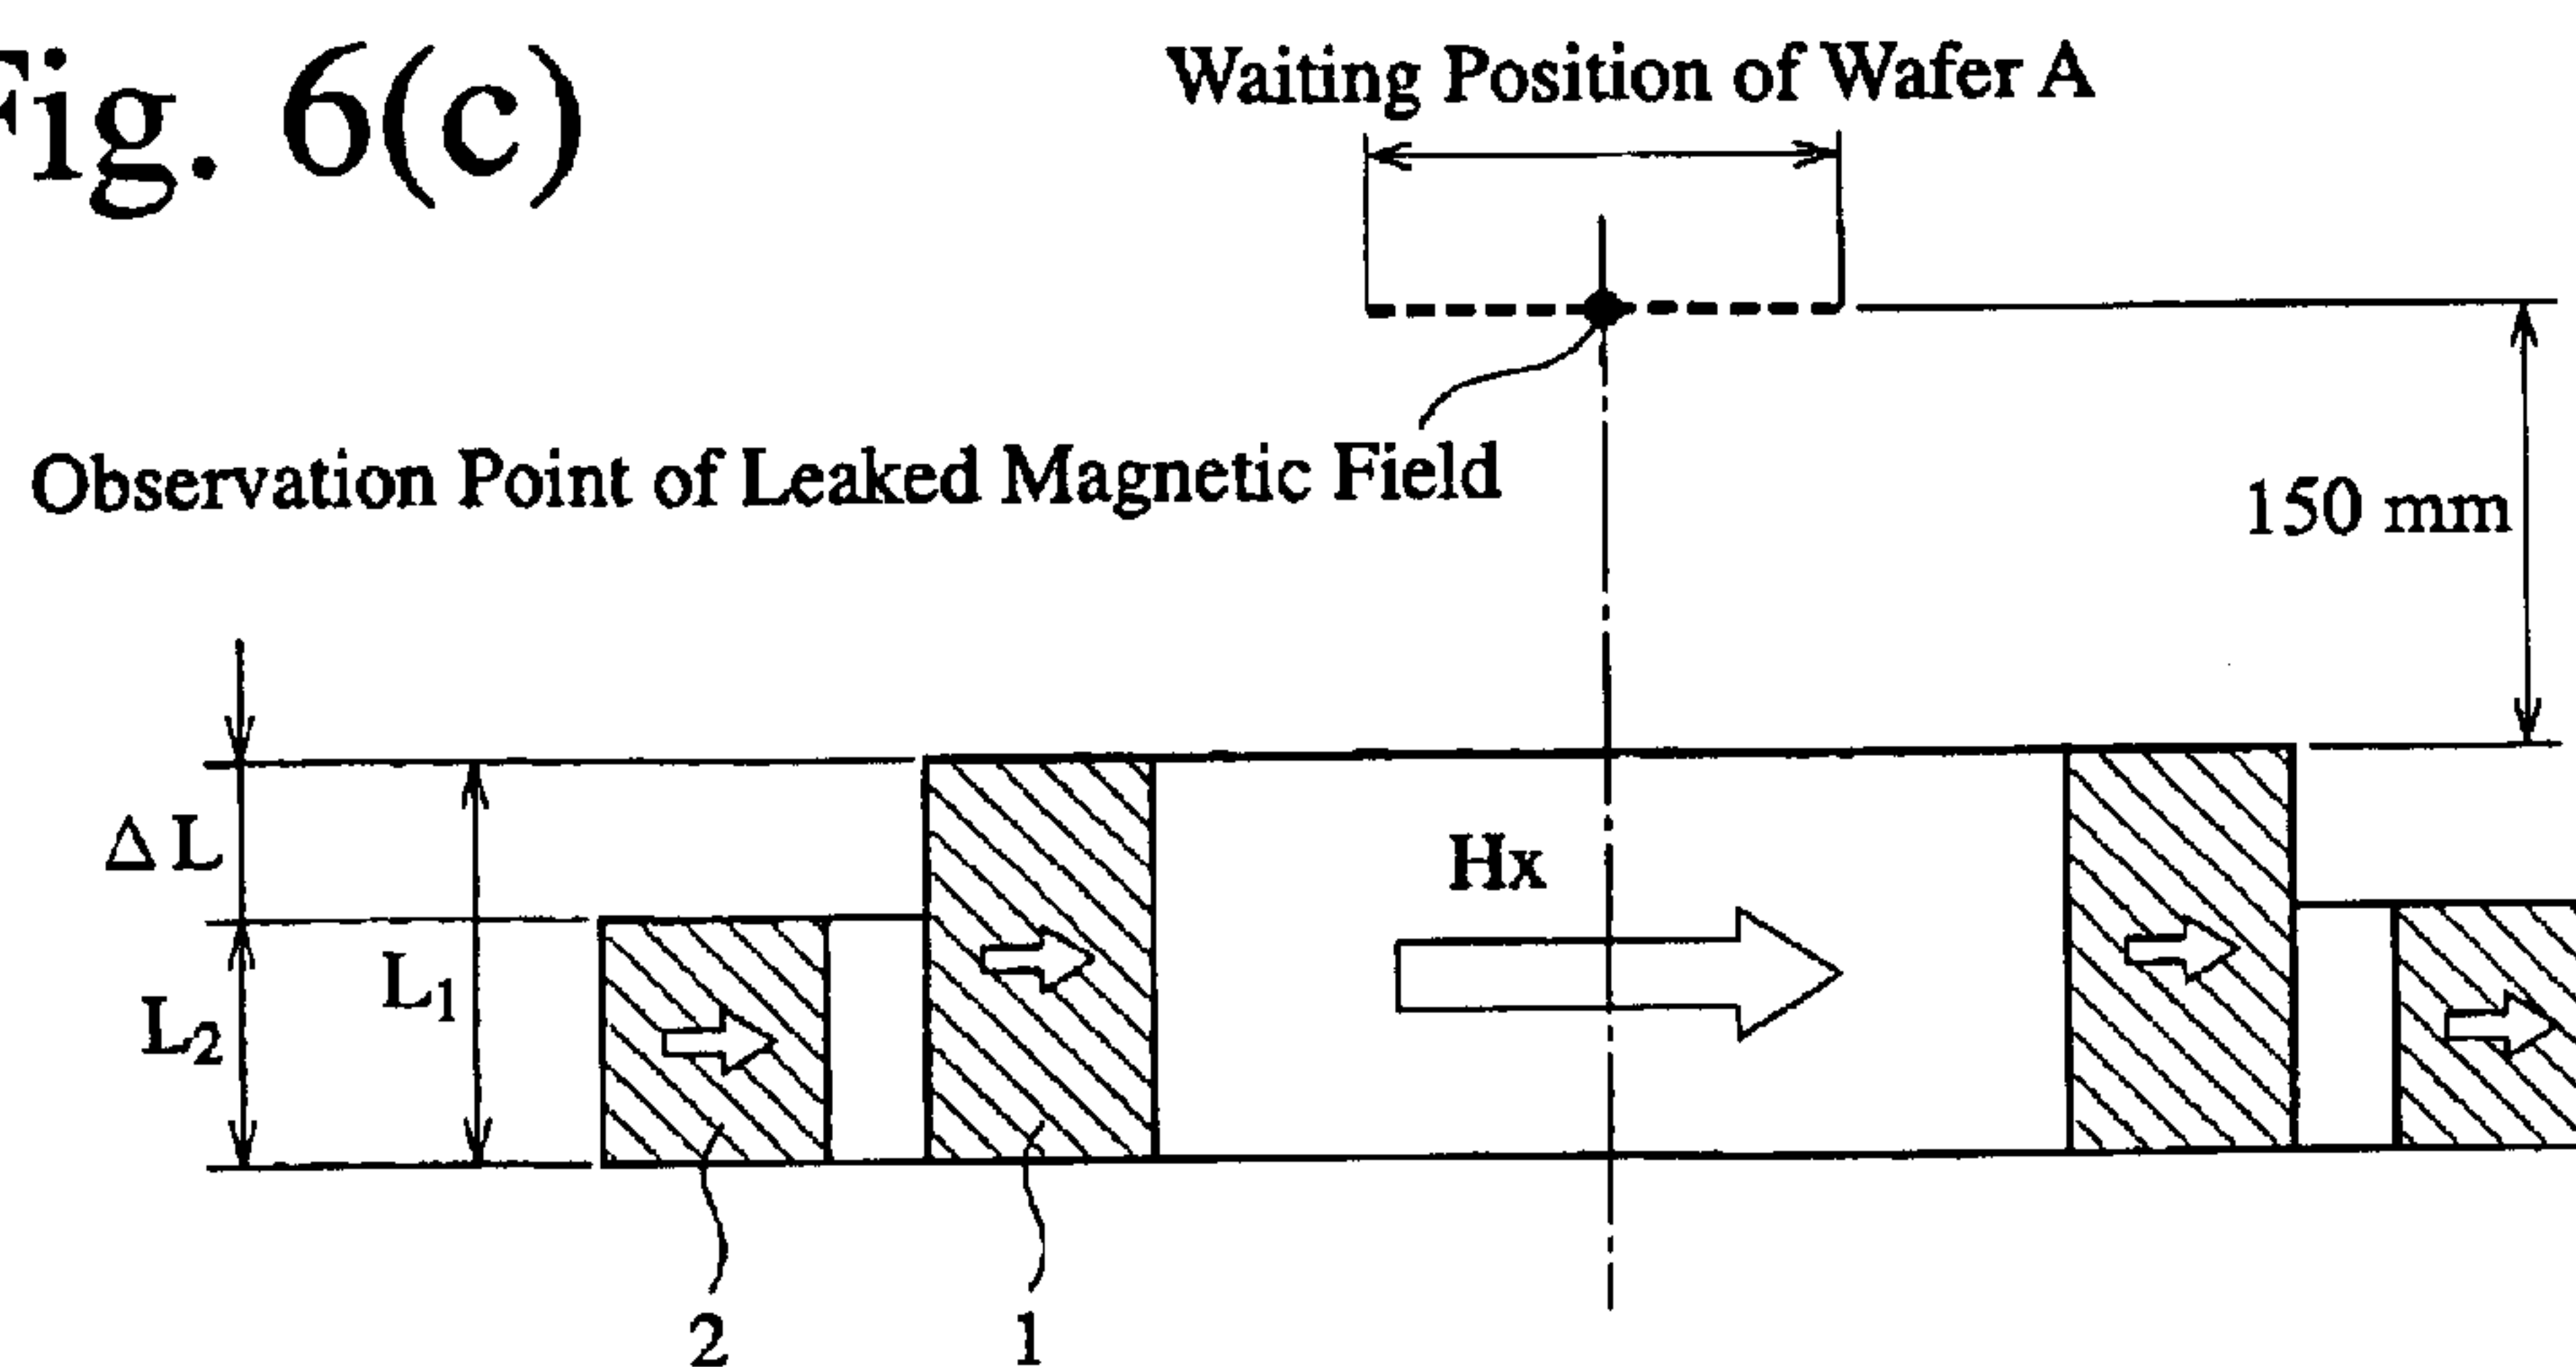 Fig. 6(c)
Waiting Position of Wafer A
Observation Point of Leaked Magnetic Field
150 mm
Δ L
Hx
L1
L2
2
1